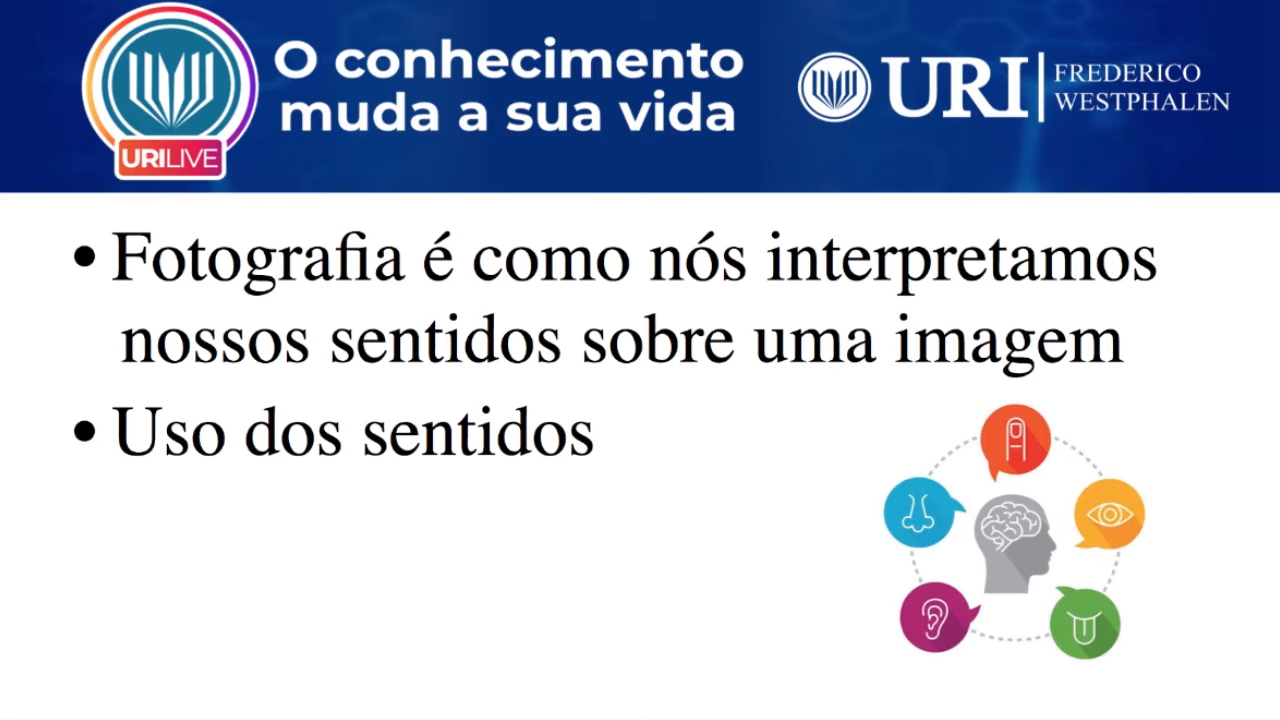 O conhecimento
muda a sua vida
URILIVE
URI
FREDERICO
WESTPHALEN
• Fotografia é como nós interpretamos
nossos sentidos sobre uma imagem
• Uso dos sentidos